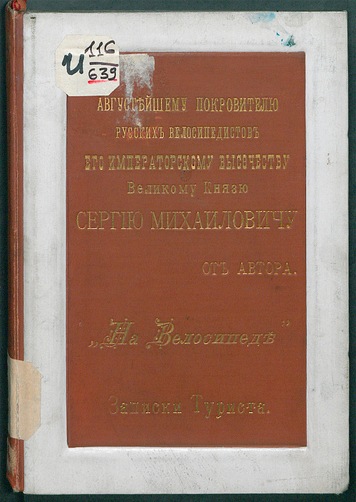 И 116
639
АВГУСТѢЙШЕМУ ПОКРОВИТЕЛЮ
РУССКИХЪ ВЕЛОСИПЕДИСТОВЪ
ЕГО ИМПЕРАТОРСКОМУ ВЫСОЧЕСТВУ
Великому Князю
СЕРГІЮ МИХАИЛОВИЧУ
ОТЪ АВТОРА.
„На Велосипедѣ"
Записки Туриста.